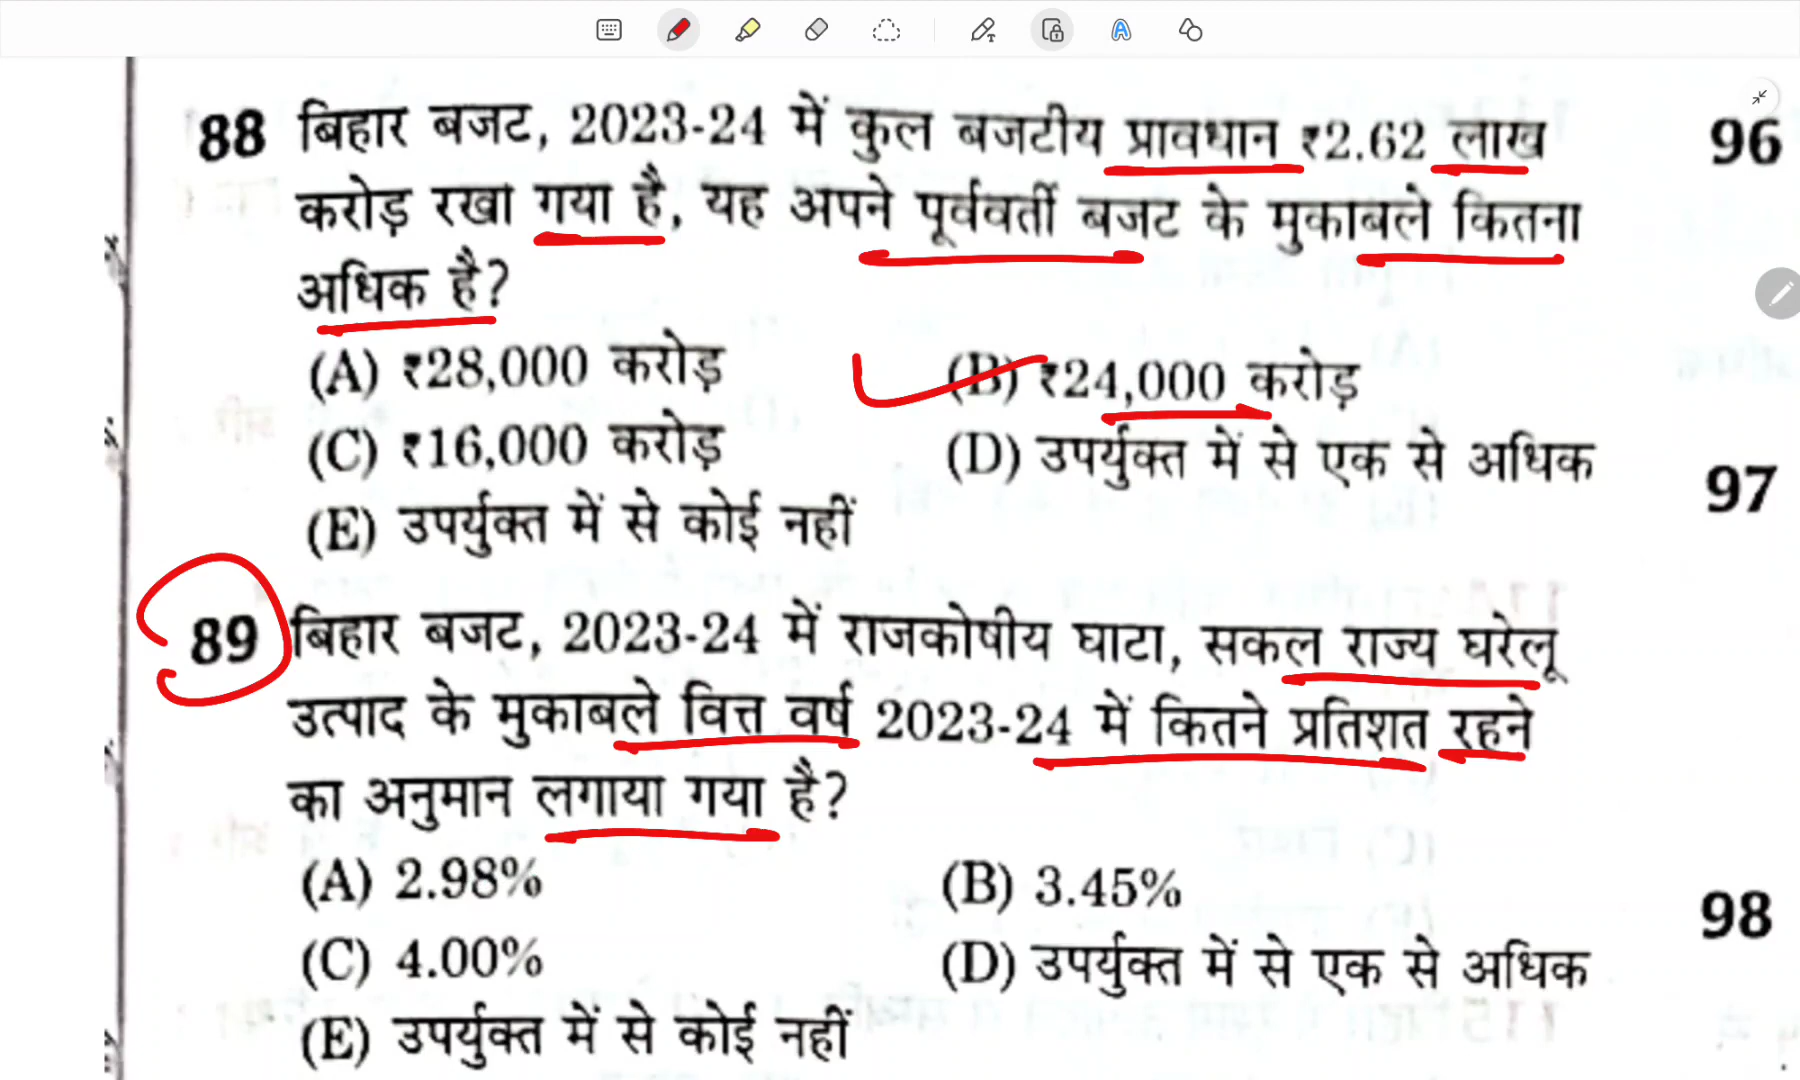 88 बिहार बजट, 2023-24 में कुल बजटीय प्रावधान ₹2.62 लाख
करोड़ रखा गया है, यह अपने पूर्ववर्ती बजट के मुकाबले कितना
अधिक है?
(A) ₹28,000 करोड़ (B) ₹24,000 करोड़
(C) ₹16,000 करोड़ (D) उपर्युक्त में से एक से अधिक
(E) उपर्युक्त में से कोई नहीं
89 बिहार बजट, 2023-24 में राजकोषीय घाटा, सकल राज्य घरेलू
उत्पाद के मुकाबले वित्त वर्ष 2023-24 में कितने प्रतिशत रहने
का अनुमान लगाया गया है?
(A) 2.98% (B) 3.45%
(C) 4.00% (D) उपर्युक्त में से एक से अधिक
(E) उपर्युक्त में से कोई नहीं
96
97
98